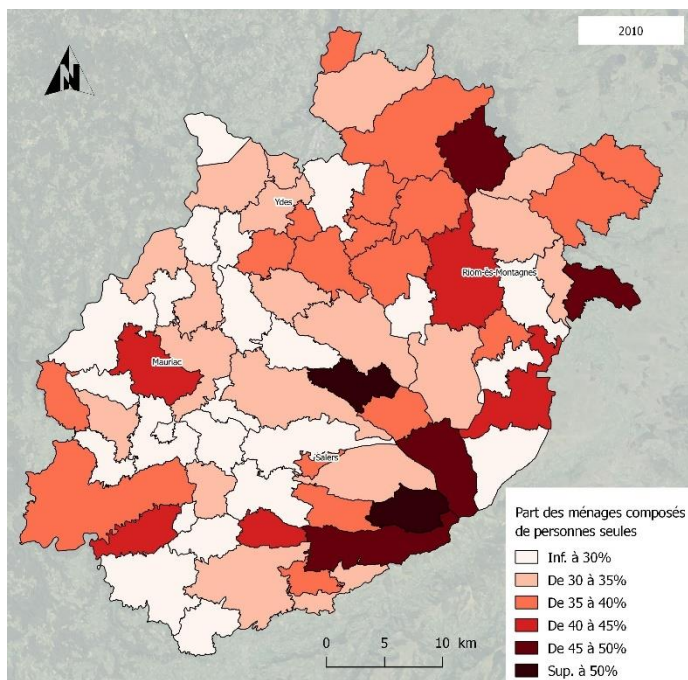 2010
N
Ydes
Riom-ès-Montagnes
Mauriac
Salers
Part des ménages composés
de personnes seules
Inf. à 30%
De 30 à 35%
De 35 à 40%
De 40 à 45%
De 45 à 50%
Sup. à 50%
0 5 10 km